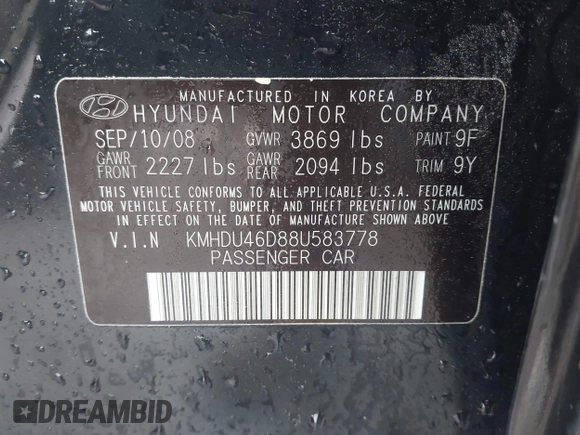 MANUFACTURED IN KOREA BY
HYUNDAI MOTOR COMPANY
SEP/10/08 GVWR 3869 lbs PAINT 9F
GAWR FRONT 2227 lbs GAWR REAR 2094 lbs TRIM 9Y
THIS VEHICLE CONFORMS TO ALL APPLICABLE U.S.A. FEDERAL
MOTOR VEHICLE SAFETY, BUMPER, AND THEFT PREVENTION STANDARDS
IN EFFECT ON THE DATE OF MANUFACTURE SHOWN ABOVE
V.I.N KMHDU46D88U583778
PASSENGER CAR
DREAMBID